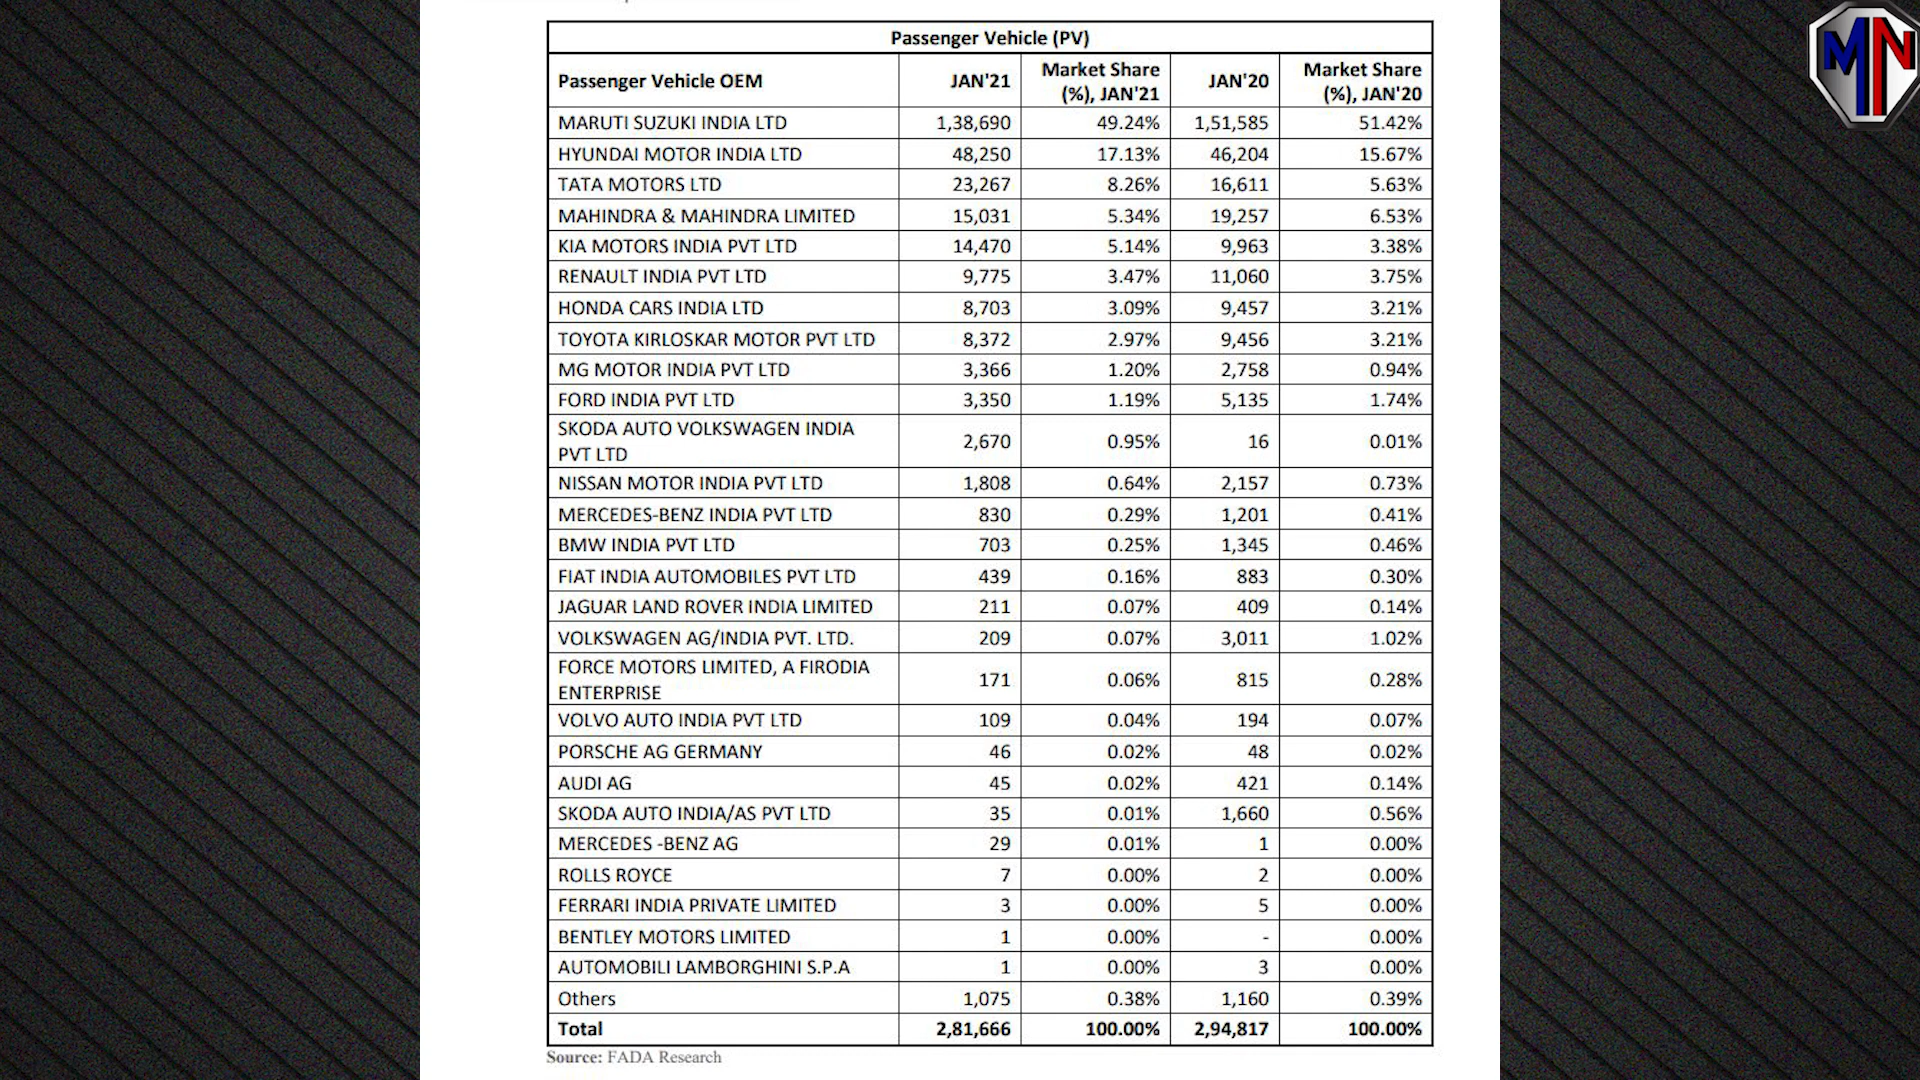 MN
Passenger Vehicle (PV)
Passenger Vehicle OEM JAN'21 Market Share (%), JAN'21 JAN'20 Market Share (%), JAN'20
MARUTI SUZUKI INDIA LTD 1,38,690 49.24% 1,51,585 51.42%
HYUNDAI MOTOR INDIA LTD 48,250 17.13% 46,204 15.67%
TATA MOTORS LTD 23,267 8.26% 16,611 5.63%
MAHINDRA & MAHINDRA LIMITED 15,031 5.34% 19,257 6.53%
KIA MOTORS INDIA PVT LTD 14,470 5.14% 9,963 3.38%
RENAULT INDIA PVT LTD 9,775 3.47% 11,060 3.75%
HONDA CARS INDIA LTD 8,703 3.09% 9,457 3.21%
TOYOTA KIRLOSKAR MOTOR PVT LTD 8,372 2.97% 9,456 3.21%
MG MOTOR INDIA PVT LTD 3,366 1.20% 2,758 0.94%
FORD INDIA PVT LTD 3,350 1.19% 5,135 1.74%
SKODA AUTO VOLKSWAGEN INDIA PVT LTD 2,670 0.95% 16 0.01%
NISSAN MOTOR INDIA PVT LTD 1,808 0.64% 2,157 0.73%
MERCEDES-BENZ INDIA PVT LTD 830 0.29% 1,201 0.41%
BMW INDIA PVT LTD 703 0.25% 1,345 0.46%
FIAT INDIA AUTOMOBILES PVT LTD 439 0.16% 883 0.30%
JAGUAR LAND ROVER INDIA LIMITED 211 0.07% 409 0.14%
VOLKSWAGEN AG/INDIA PVT. LTD. 209 0.07% 3,011 1.02%
FORCE MOTORS LIMITED, A FIRODIA ENTERPRISE 171 0.06% 815 0.28%
VOLVO AUTO INDIA PVT LTD 109 0.04% 194 0.07%
PORSCHE AG GERMANY 46 0.02% 48 0.02%
AUDI AG 45 0.02% 421 0.14%
SKODA AUTO INDIA/AS PVT LTD 35 0.01% 1,660 0.56%
MERCEDES -BENZ AG 29 0.01% 1 0.00%
ROLLS ROYCE 7 0.00% 2 0.00%
FERRARI INDIA PRIVATE LIMITED 3 0.00% 5 0.00%
BENTLEY MOTORS LIMITED 1 0.00% - 0.00%
AUTOMOBILI LAMBORGHINI S.P.A 1 0.00% 3 0.00%
Others 1,075 0.38% 1,160 0.39%
Total 2,81,666 100.00% 2,94,817 100.00%
Source: FADA Research